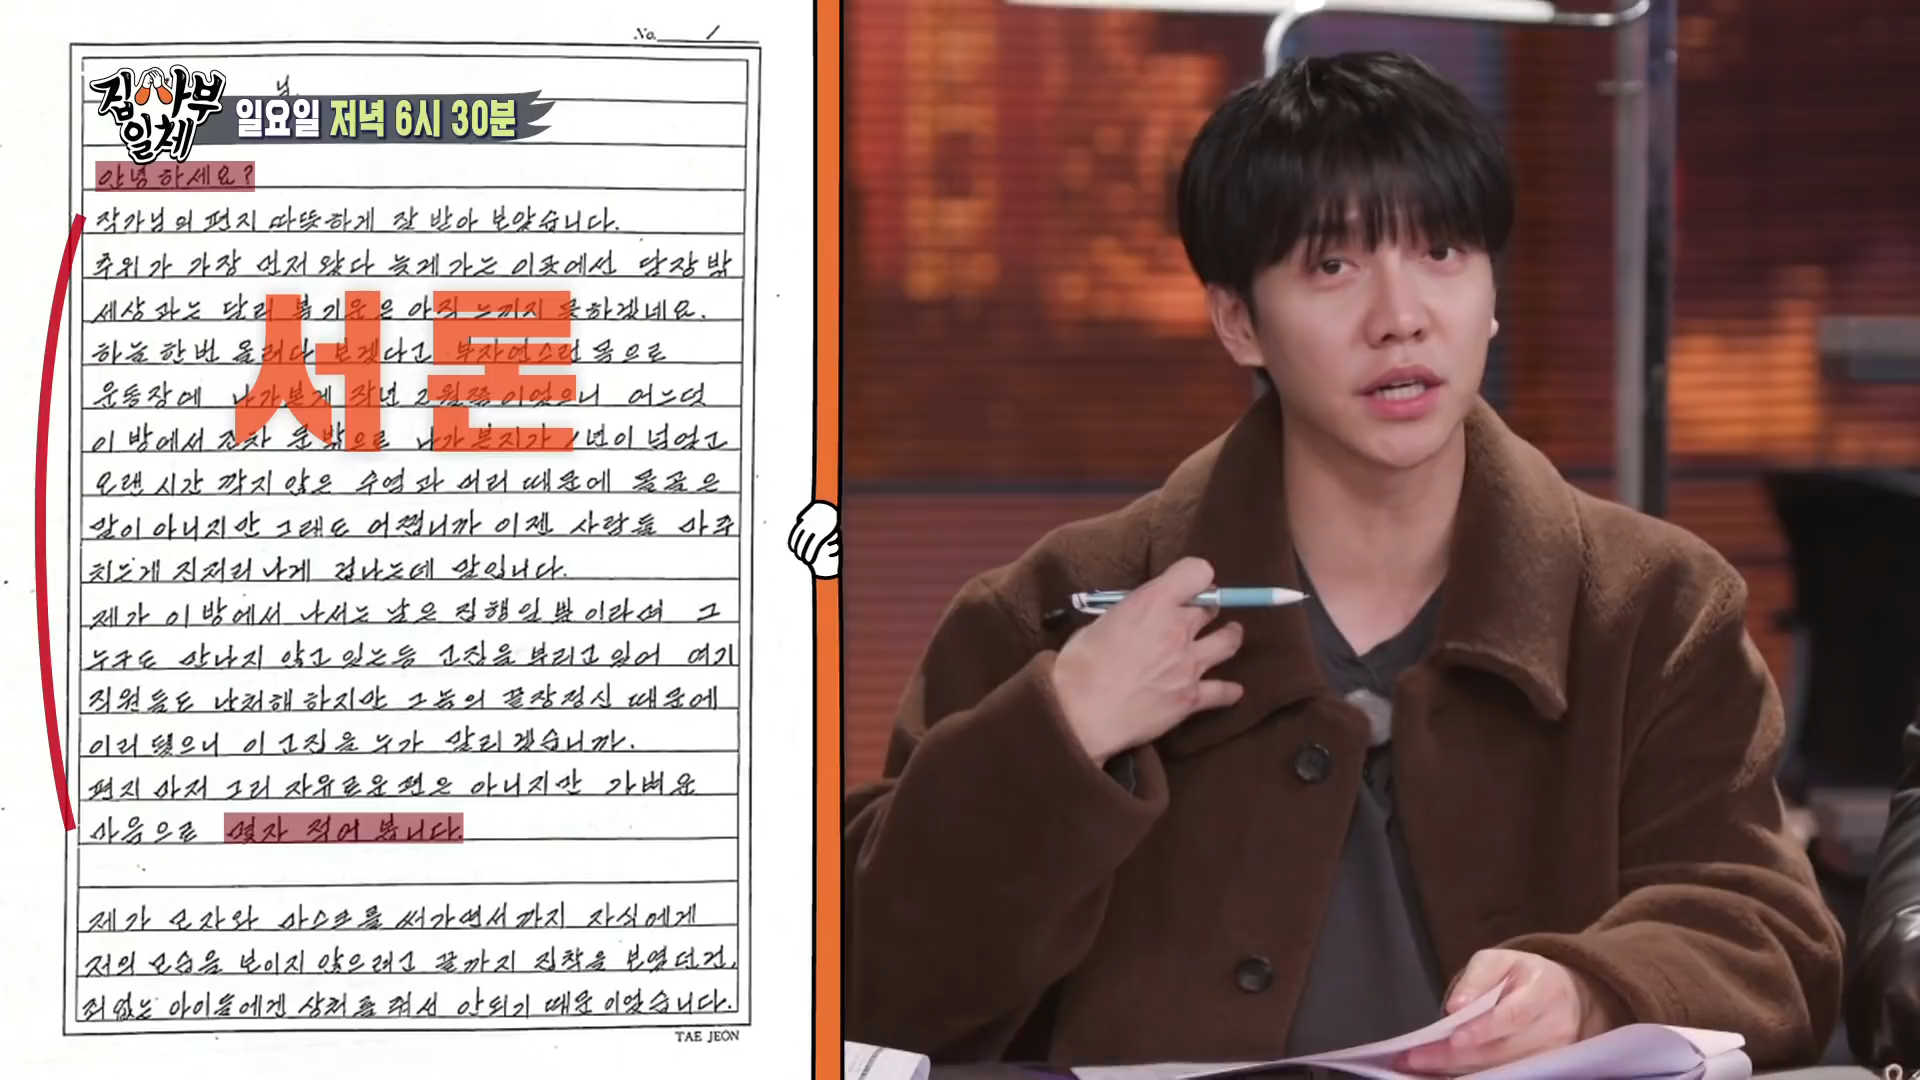 No. /
님.
집사부일체
일요일 저녁 6시 30분
안녕하세요?
작가님의 편지 따뜻하게 잘 받아 보았습니다.
추위가 가장 먼저 왔다 늦게가는 이곳에선 담장밖
세상과는 달리 봄기운은 아직 느끼지 못하겠네요.
하늘 한번 올려다 보겠다고 부자연스런 몸으로
운동장에 나가본게 작년 2월쯤이었으니 어느덧
이 방에서 진차 문밖으로 나가본지가 1년이 넘었고
오랜시간 깍지 않은 수염과 머리 때문에 몰골은
말이 아니지만 그래도 어쩝니까 이젠 사람들 마주
치는게 진저리나게 겁나는데 말입니다.
제가 이 방에서 나서는 날은 집행일뿐이라며 그
누구도 만나지 않고 있는등 고집을 부리고 있어 여기
직원들도 난처해 하지만 그놈의 끝장정신 때문에
이리 됐으니 이 고집을 누가 말리겠습니까.
편지 마저 그리 자유로운편은 아니지만 가벼운
마음으로 몇자 적어 봅니다.
제가 모자와 마스크를 써가면서까지 자식에게
저의 모습을 보이지 않으려고 끝까지 집착을 보였던건,
죄없는 아이들에겐 상처를 줘서 안되기 때문이었습니다.
서론
TAE JEON